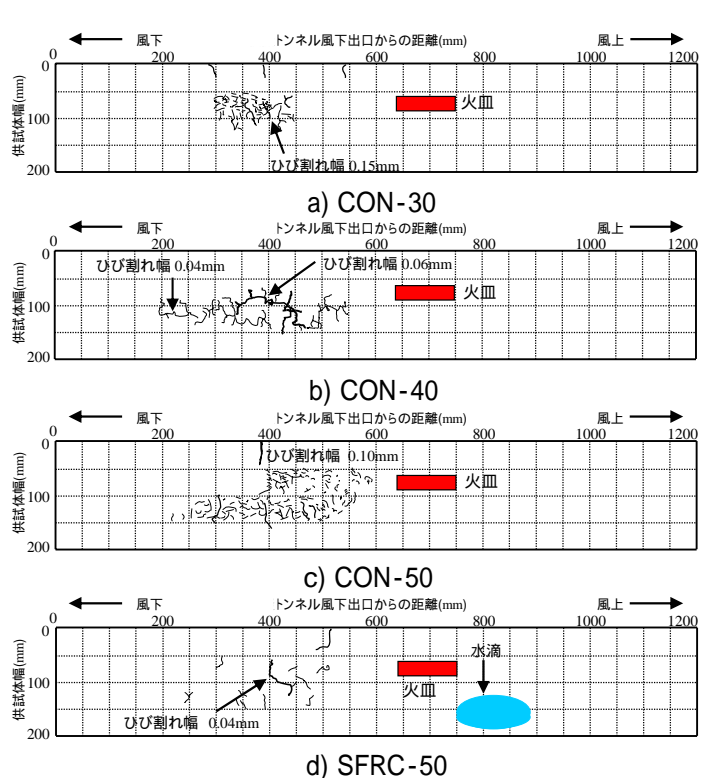 風下 トンネル風下出口からの距離(mm) 風上
0 200 400 600 800 1000 1200
0
100
200
供試体幅(mm)
火皿
ひび割れ幅 0.15mm
a) CON-30
風下 トンネル風下出口からの距離(mm) 風上
0 200 400 600 800 1000 1200
0
100
200
供試体幅(mm)
ひび割れ幅 0.04mm ひび割れ幅 0.06mm
火皿
b) CON-40
風下 トンネル風下出口からの距離(mm) 風上
0 200 400 600 800 1000 1200
0
100
200
供試体幅(mm)
ひび割れ幅 0.10mm
火皿
c) CON-50
風下 トンネル風下出口からの距離(mm) 風上
0 200 400 600 800 1000 1200
0
100
200
供試体幅(mm)
水滴
火皿
ひび割れ幅 0.04mm
d) SFRC-50